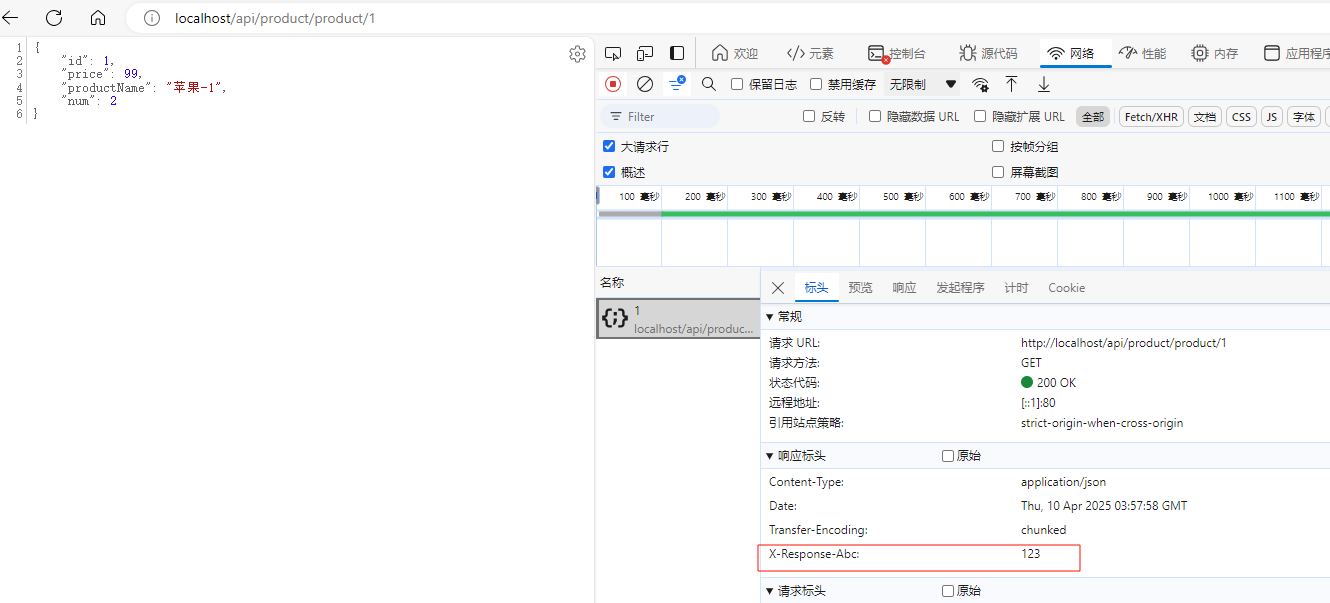 localhost/api/product/product/1
1 {
2 "id": 1,
3 "price": 99,
4 "productName": "苹果-1",
5 "num": 2
6 }
欢迎 元素 控制台 源代码 网络 性能 内存 应用程序
保留日志 禁用缓存 无限制
Filter 反转 隐藏数据 URL 隐藏扩展 URL 全部 Fetch/XHR 文档 CSS JS 字体
大请求行 按帧分组
概述 屏幕截图
100 毫秒 200 毫秒 300 毫秒 400 毫秒 500 毫秒 600 毫秒 700 毫秒 800 毫秒 900 毫秒 1000 毫秒 1100 毫秒
名称 标头 预览 响应 发起程序 计时 Cookie
1
localhost/api/produc...
常规
请求 URL: http://localhost/api/product/product/1
请求方法: GET
状态代码: 200 OK
远程地址: [::1]:80
引用站点策略: strict-origin-when-cross-origin
响应标头 原始
Content-Type: application/json
Date: Thu, 10 Apr 2025 03:57:58 GMT
Transfer-Encoding: chunked
X-Response-Abc: 123
请求标头 原始